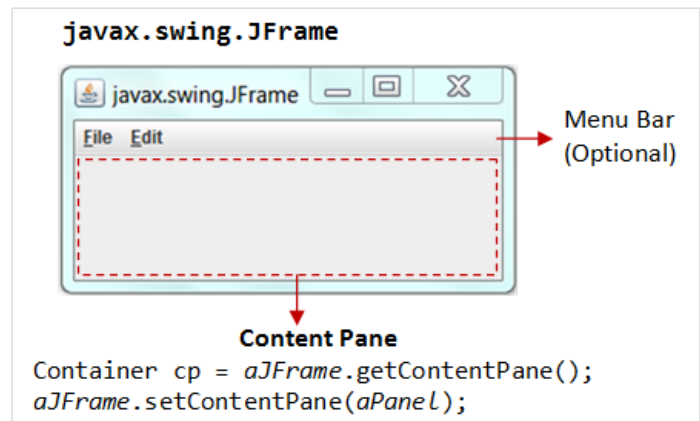 javax.swing.JFrame
javax.swing.JFrame
File Edit
Menu Bar
(Optional)
Content Pane
Container cp = aJFrame.getContentPane();
aJFrame.setContentPane(aPanel);